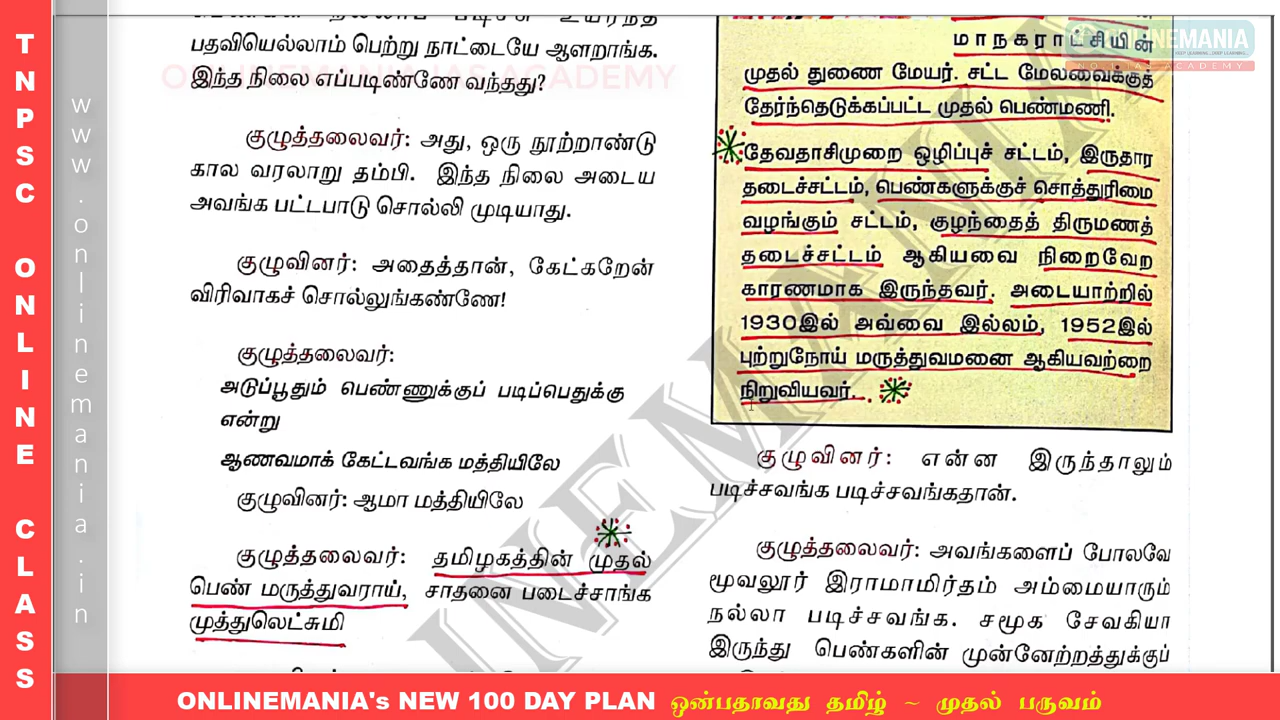 TNPSC ONLINE CLASS
www.onlinemania.in
பதவியெல்லாம் பெற்று நாட்டையே ஆளறாங்க.
இந்த நிலை எப்படிண்ணே வந்தது?
குழுத்தலைவர்: அது, ஒரு நூற்றாண்டு
கால வரலாறு தம்பி. இந்த நிலை அடைய
அவங்க பட்டபாடு சொல்லி முடியாது.
குழுவினர்: அதைத்தான், கேட்கறேன்
விரிவாகச் சொல்லுங்கண்ணே!
குழுத்தலைவர்:
அடுப்பூதும் பெண்ணுக்குப் படிப்பெதுக்கு
என்று
ஆணவமாக் கேட்டவங்க மத்தியிலே
குழுவினர்: ஆமா மத்தியிலே
குழுத்தலைவர்: தமிழகத்தின் முதல்
பெண் மருத்துவராய், சாதனை படைச்சாங்க
முத்துலெட்சுமி
மாநகராட்சியின்
முதல் துணை மேயர். சட்ட மேலவைக்குத்
தேர்ந்தெடுக்கப்பட்ட முதல் பெண்மணி.
தேவதாசிமுறை ஒழிப்புச் சட்டம், இருதார
தடைச்சட்டம், பெண்களுக்குச் சொத்துரிமை
வழங்கும் சட்டம், குழந்தைத் திருமணத்
தடைச்சட்டம் ஆகியவை நிறைவேற
காரணமாக இருந்தவர். அடையாற்றில்
1930இல் அவ்வை இல்லம், 1952இல்
புற்றுநோய் மருத்துவமனை ஆகியவற்றை
நிறுவியவர்.
குழுவினர்: என்ன இருந்தாலும்
படிச்சவங்க படிச்சவங்கதான்.
குழுத்தலைவர்: அவங்களைப் போலவே
மூவலூர் இராமாமிர்தம் அம்மையாரும்
நல்லா படிச்சவங்க. சமூக சேவகியா
இருந்து பெண்களின் முன்னேற்றத்துக்குப்
ONLINEMANIA IAS ACADEMY
ONLINEMANIA
ONLINEMANIA's NEW 100 DAY PLAN ஒன்பதாவது தமிழ் ~ முதல் பருவம்